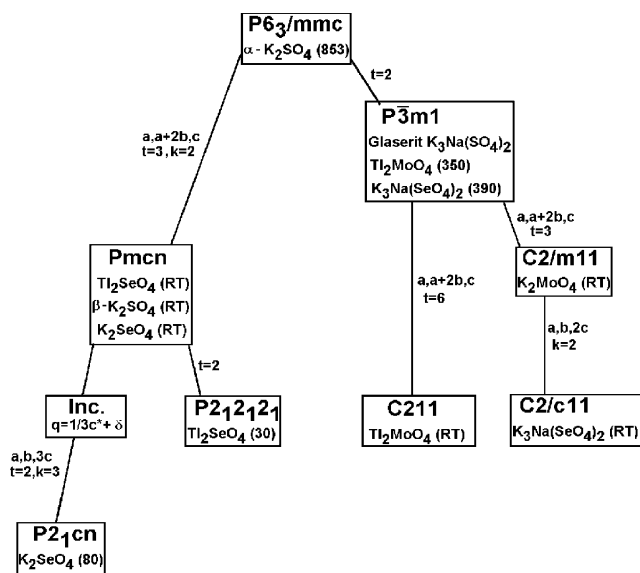 P6₃/mmc
α - K₂SO₄ (853)
t=2
a,a+2b,c
t=3,k=2
P3̅m1
Glaserit K₃Na(SO₄)₂
Tl₂MoO₄ (350)
K₃Na(SeO₄)₂ (390)
a,a+2b,c
t=3
Pmcn
Tl₂SeO₄ (RT)
β-K₂SO₄ (RT)
K₂SeO₄ (RT)
a,a+2b,c
t=6
C2/m11
K₂MoO₄ (RT)
t=2
a,b,2c
k=2
Inc.
q=1/3c*+ δ
P2₁2₁2₁
Tl₂SeO₄ (30)
C211
Tl₂MoO₄ (RT)
C2/c11
K₃Na(SeO₄)₂ (RT)
a,b,3c
t=2,k=3
P2₁cn
K₂SeO₄ (80)